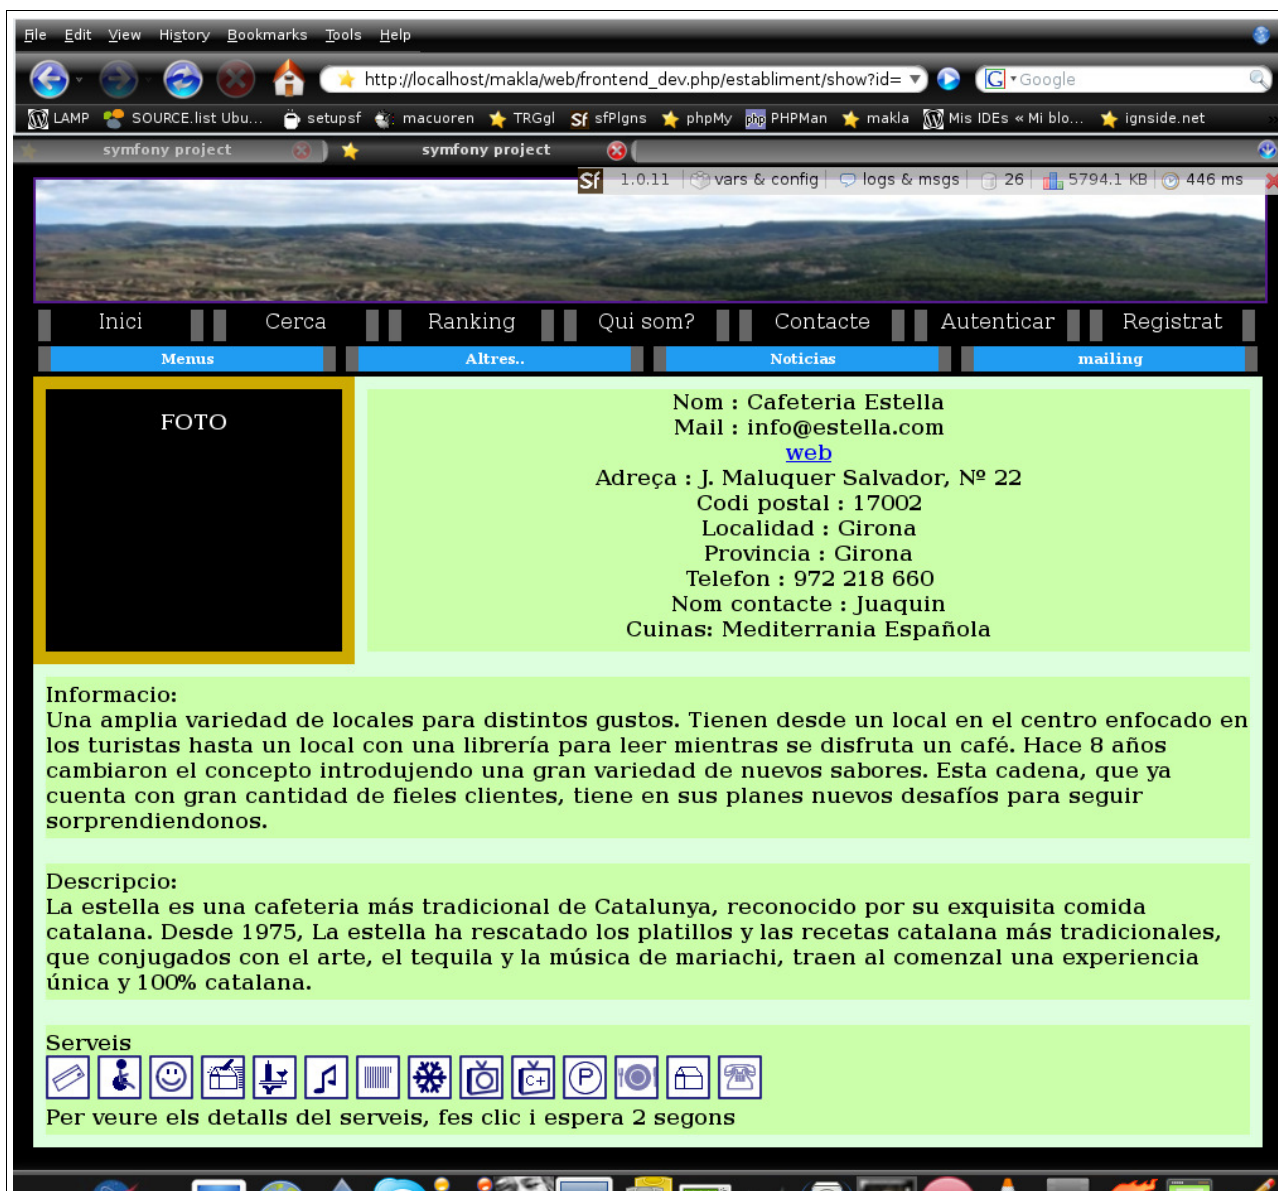 File Edit View History Bookmarks Tools Help
http://localhost/makla/web/frontend_dev.php/establiment/show?id= G Google
LAMP SOURCE.list Ubu... setupsf macuoren TRGgl Sf sfPlgns phpMy php PHPMan makla Mis IDEs « Mi blo... ignside.net »
symfony project symfony project
Sf 1.0.11 vars & config logs & msgs 26 5794.1 KB 446 ms
Inici Cerca Ranking Qui som? Contacte Autenticar Registrat
Menus Altres.. Noticias mailing
FOTO
Nom : Cafeteria Estella
Mail : info@estella.com
web
Adreça : J. Maluquer Salvador, Nº 22
Codi postal : 17002
Localidad : Girona
Provincia : Girona
Telefon : 972 218 660
Nom contacte : Juaquin
Cuinas: Mediterrania Española
Informacio:
Una amplia variedad de locales para distintos gustos. Tienen desde un local en el centro enfocado en
los turistas hasta un local con una librería para leer mientras se disfruta un café. Hace 8 años
cambiaron el concepto introdujendo una gran variedad de nuevos sabores. Esta cadena, que ya
cuenta con gran cantidad de fieles clientes, tiene en sus planes nuevos desafíos para seguir
sorprendiendonos.
Descripcio:
La estella es una cafeteria más tradicional de Catalunya, reconocido por su exquisita comida
catalana. Desde 1975, La estella ha rescatado los platillos y las recetas catalana más tradicionales,
que conjugados con el arte, el tequila y la música de mariachi, traen al comenzal una experiencia
única y 100% catalana.
Serveis
C+ P
Per veure els detalls del serveis, fes clic i espera 2 segons